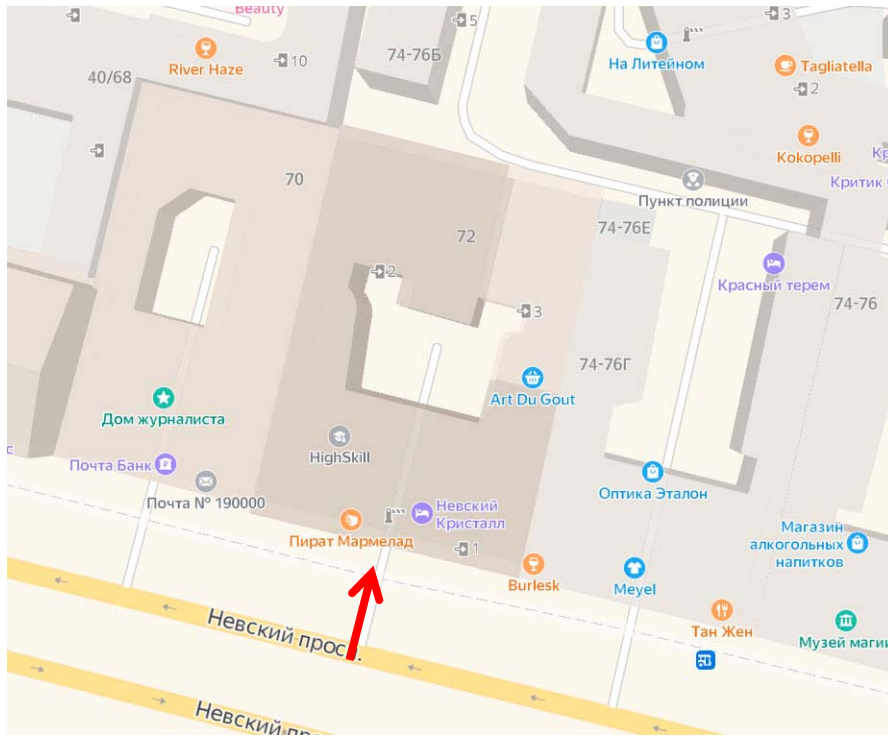 Beauty
River Haze
10
40/68
74-76Б
5
3
На Литейном
Tagliatella
2
Kokopelli
Критик
Пункт полиции
70
72
74-76Е
Красный терем
74-76
2
3
74-76Г
Art Du Gout
Дом журналиста
HighSkill
Почта Банк
Почта № 190000
Оптика Эталон
Невский
Кристалл
Пират Мармелад
1
Магазин
алкогольных
напитков
Burlesk
Meyel
Тан Жен
Музей маги
Невский прос
Невский